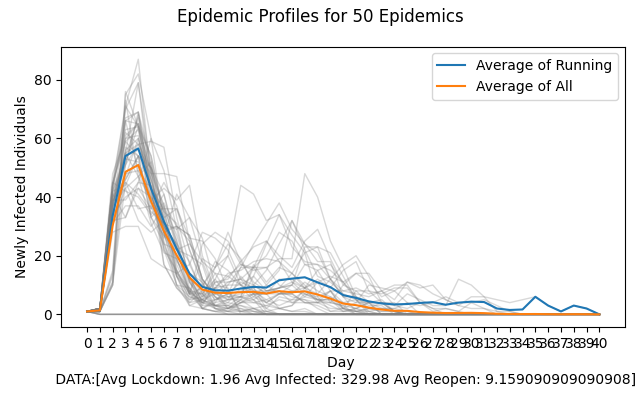 Epidemic Profiles for 50 Epidemics
Average of Running
Average of All
80
60
40
20
0
Newly Infected Individuals
0 1 2 3 4 5 6 7 8 9 10 11 12 13 14 15 16 17 18 19 20 21 22 23 24 25 26 27 28 29 30 31 32 33 34 35 36 37 38 39 40
Day
DATA:[Avg Lockdown: 1.96 Avg Infected: 329.98 Avg Reopen: 9.159090909090908]